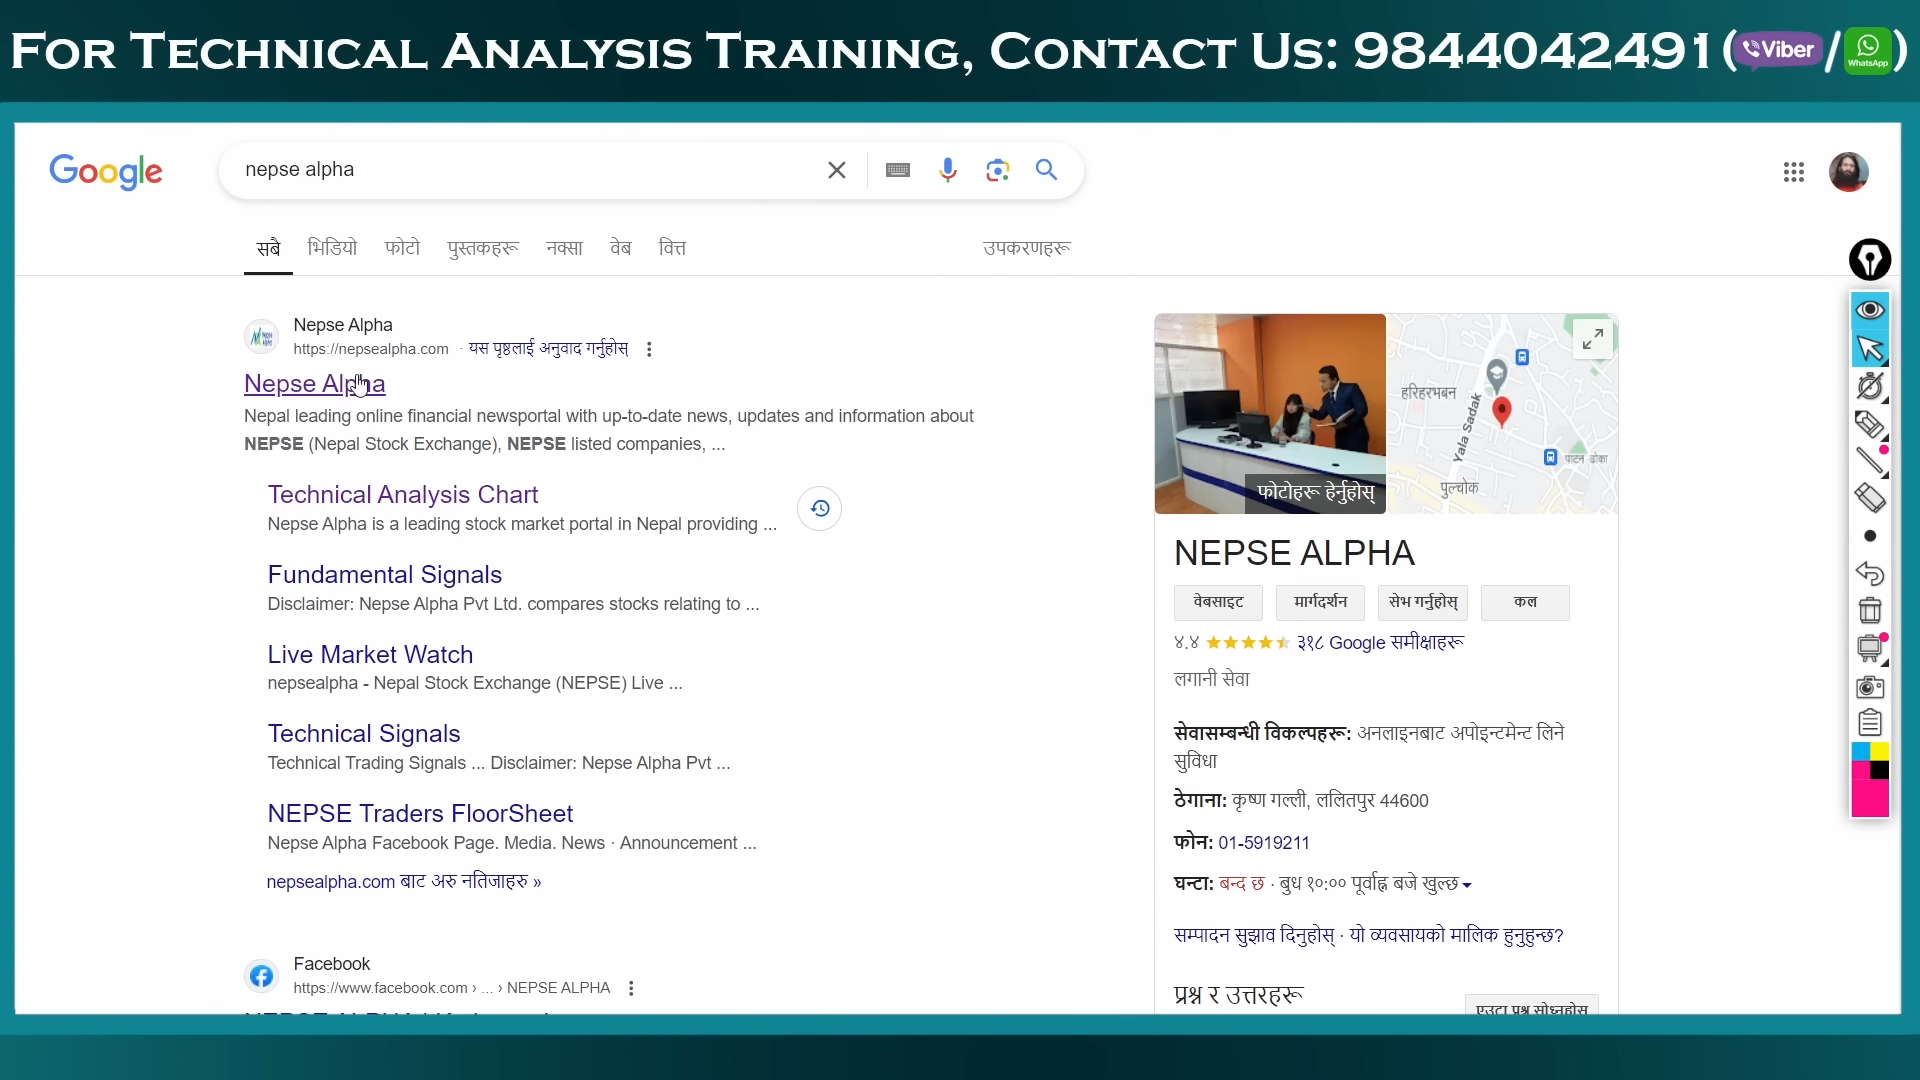 FOR TECHNICAL ANALYSIS TRAINING, CONTACT US: 9844042491(Viber/WhatsApp)
Google
nepse alpha
सबै भिडियो फोटो पुस्तकहरू नक्सा वेब वित्त उपकरणहरू
Nepse Alpha
https://nepsealpha.com · यस पृष्ठलाई अनुवाद गर्नुहोस्
Nepse Alpha
Nepal leading online financial newsportal with up-to-date news, updates and information about
NEPSE (Nepal Stock Exchange), NEPSE listed companies, ...
Technical Analysis Chart
Nepse Alpha is a leading stock market portal in Nepal providing ...
Fundamental Signals
Disclaimer: Nepse Alpha Pvt Ltd. compares stocks relating to ...
Live Market Watch
nepsealpha - Nepal Stock Exchange (NEPSE) Live ...
Technical Signals
Technical Trading Signals ... Disclaimer: Nepse Alpha Pvt ...
NEPSE Traders FloorSheet
Nepse Alpha Facebook Page. Media. News · Announcement ...
nepsealpha.com बाट अरु नतिजाहरु »
Facebook
https://www.facebook.com › ... › NEPSE ALPHA
फोटोहरू हेर्नुहोस्
हरिहरभबन
Yala Sadak
पाटन ढोका
पुल्चोक
NEPSE ALPHA
वेबसाइट मार्गदर्शन सेभ गर्नुहोस् कल
४.४ ३१८ Google समीक्षाहरू
लगानी सेवा
सेवासम्बन्धी विकल्पहरू: अनलाइनबाट अपोइन्टमेन्ट लिने
सुविधा
ठेगाना: कृष्ण गल्ली, ललितपुर 44600
फोन: 01-5919211
घन्टा: बन्द छ · बुध १०:०० पूर्वाह्न बजे खुल्छ
सम्पादन सुझाव दिनुहोस् · यो व्यवसायको मालिक हुनुहुन्छ?
प्रश्न र उत्तरहरू
एउटा प्रश्न सोध्नुहोस्